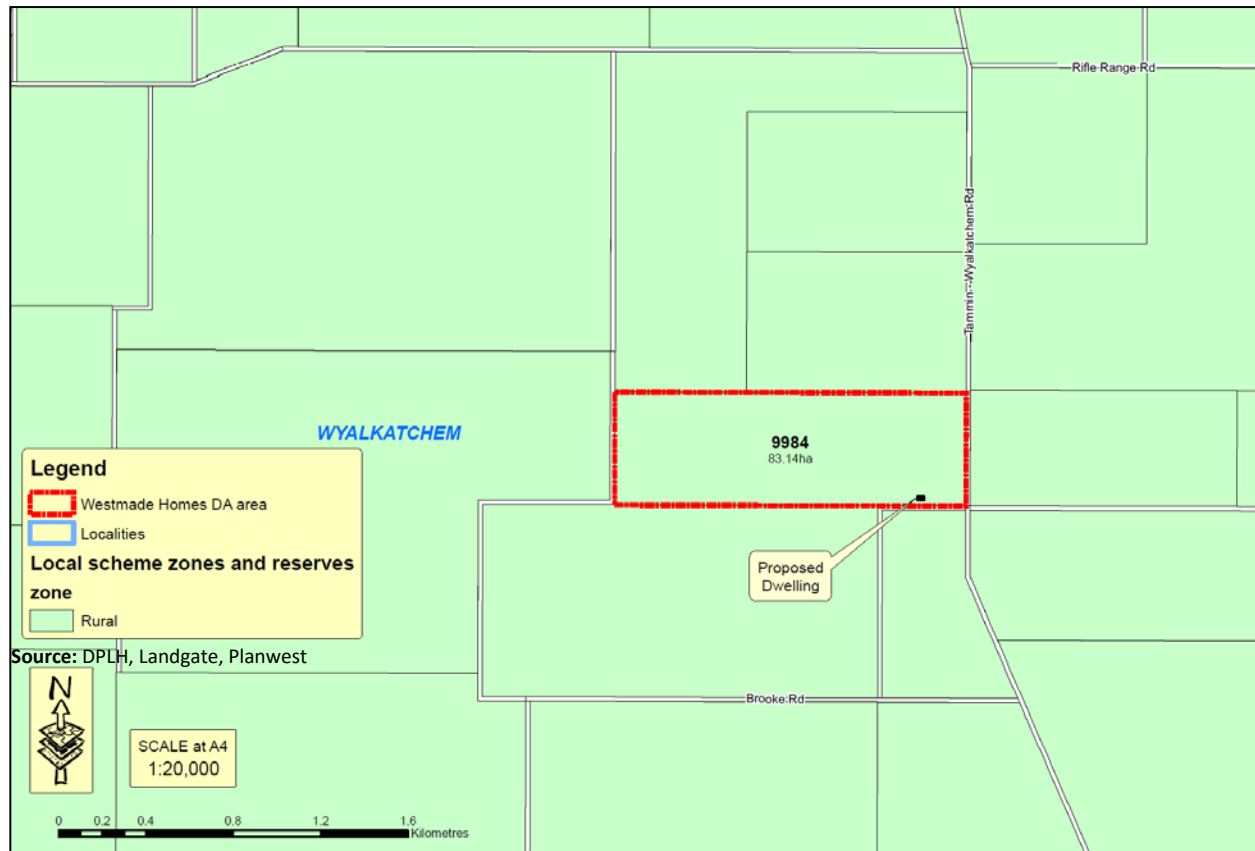 Rifle Range Rd
Tammin--Wyalkatchem Rd
WYALKATCHEM
9984
83.14ha
Legend
Westmade Homes DA area
Localities
Local scheme zones and reserves
zone
Rural
Proposed
Dwelling
Source: DPLH, Landgate, Planwest
Brooke Rd
N
SCALE at A4
1:20,000
0 0.2 0.4 0.8 1.2 1.6
Kilometres